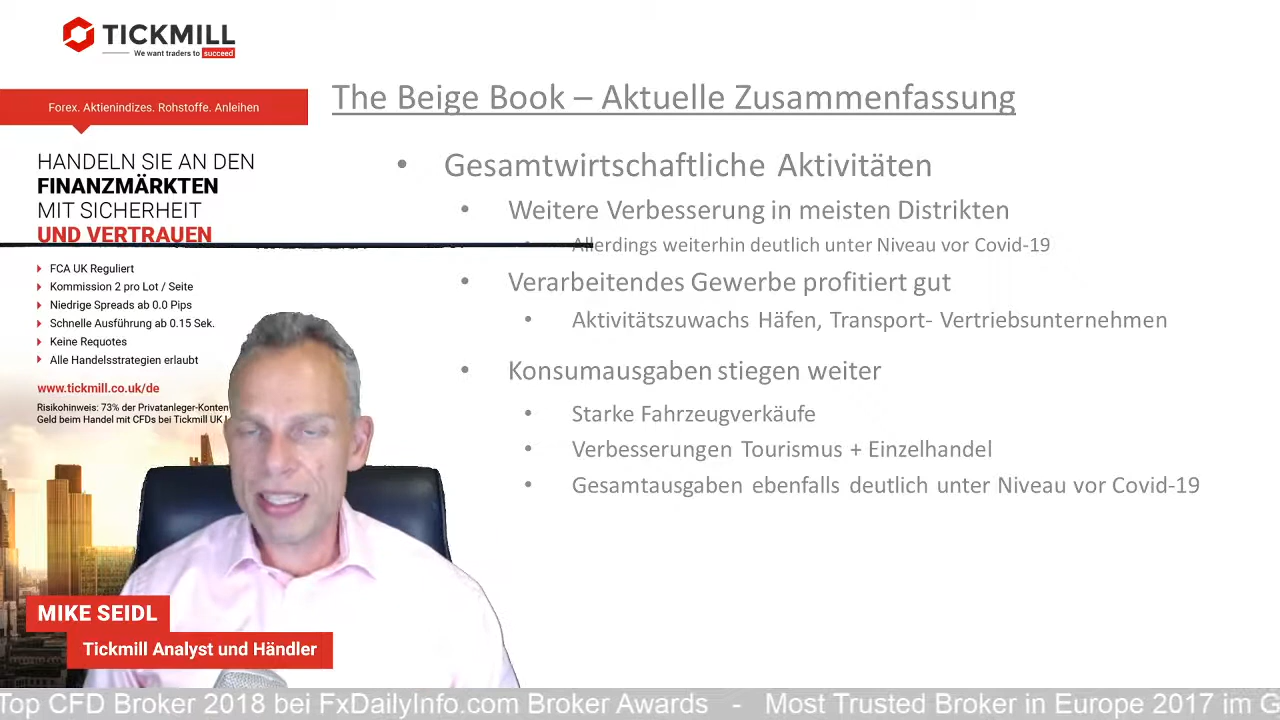 TICKMILL
We want traders to succeed
Forex. Aktienindizes. Rohstoffe. Anleihen
HANDELN SIE AN DEN
FINANZMÄRKTEN
MIT SICHERHEIT
UND VERTRAUEN
FCA UK Reguliert
Kommission 2 pro Lot / Seite
Niedrige Spreads ab 0.0 Pips
Schnelle Ausführung ab 0.15 Sek.
Keine Requotes
Alle Handelsstrategien erlaubt
www.tickmill.co.uk/de
Risikohinweis: 73% der Privatanleger-Konten
Geld beim Handel mit CFDs bei Tickmill UK
The Beige Book – Aktuelle Zusammenfassung
• Gesamtwirtschaftliche Aktivitäten
• Weitere Verbesserung in meisten Distrikten
• Allerdings weiterhin deutlich unter Niveau vor Covid-19
• Verarbeitendes Gewerbe profitiert gut
• Aktivitätszuwachs Häfen, Transport- Vertriebsunternehmen
• Konsumausgaben stiegen weiter
• Starke Fahrzeugverkäufe
• Verbesserungen Tourismus + Einzelhandel
• Gesamtausgaben ebenfalls deutlich unter Niveau vor Covid-19
MIKE SEIDL
Tickmill Analyst und Händler
Top CFD Broker 2018 bei FxDailyInfo.com Broker Awards - Most Trusted Broker in Europe 2017 im